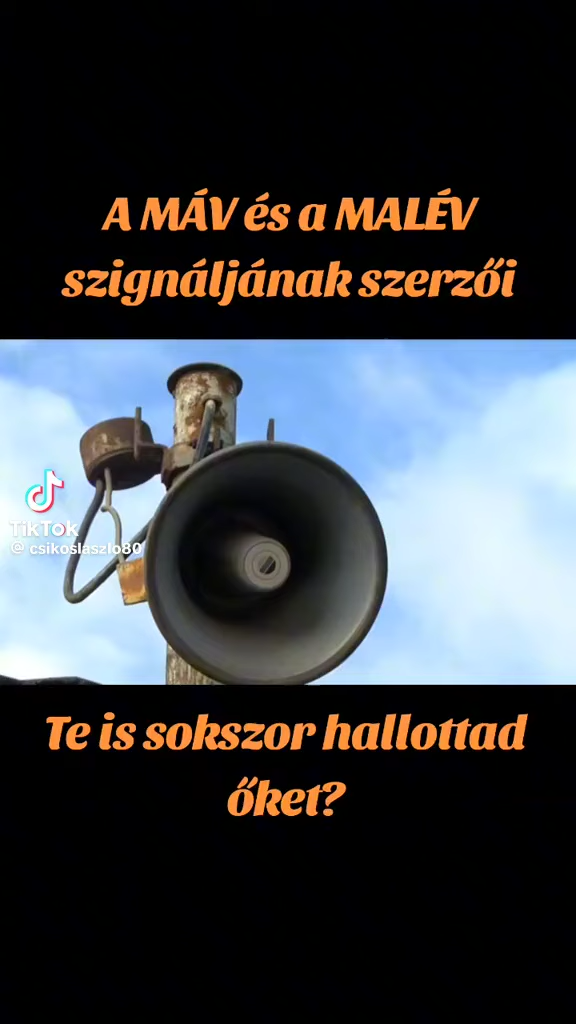 A MÁV és a MALÉV
szignáljának szerzői
TikTok
@ csikoslaszlo80
Te is sokszor hallottad
őket?